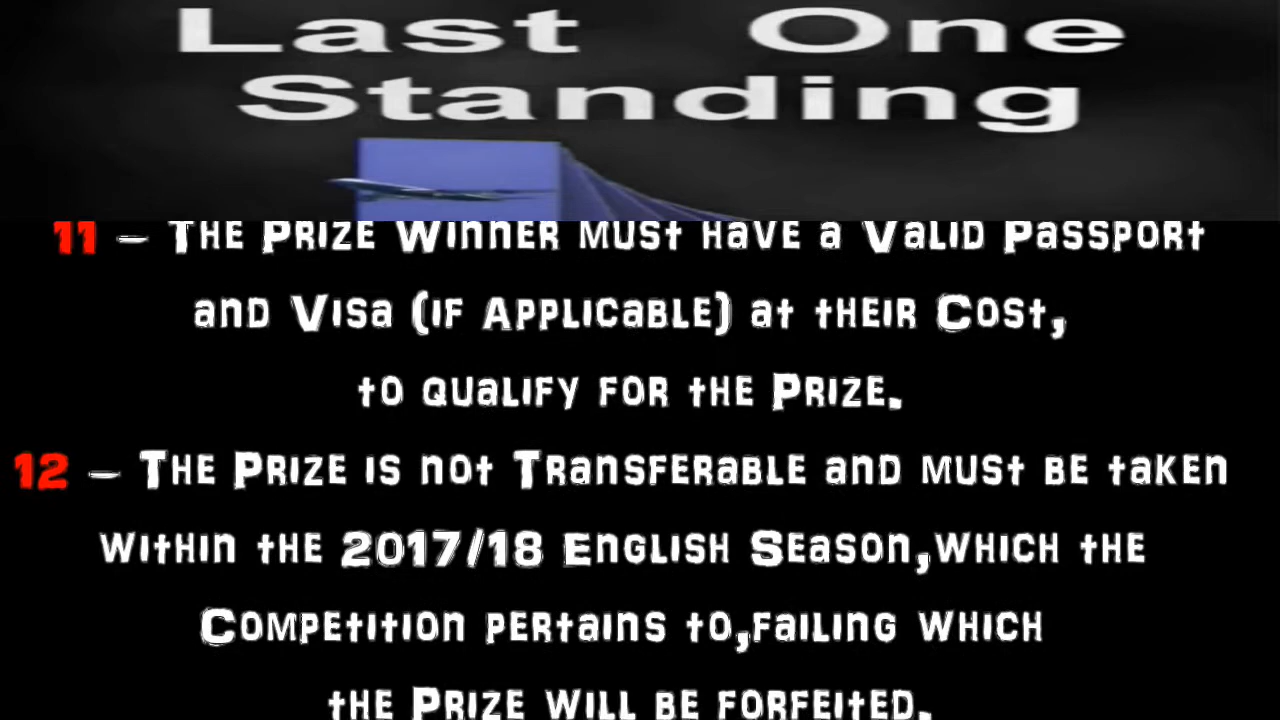 Last One
Standing
11 – The Prize Winner must have a Valid Passport
and Visa (if Applicable) at their Cost,
to qualify for the Prize.
12 – The Prize is not Transferable and must be taken
within the 2017/18 English Season,which the
Competition pertains to,failing which
the Prize will be forfeited.